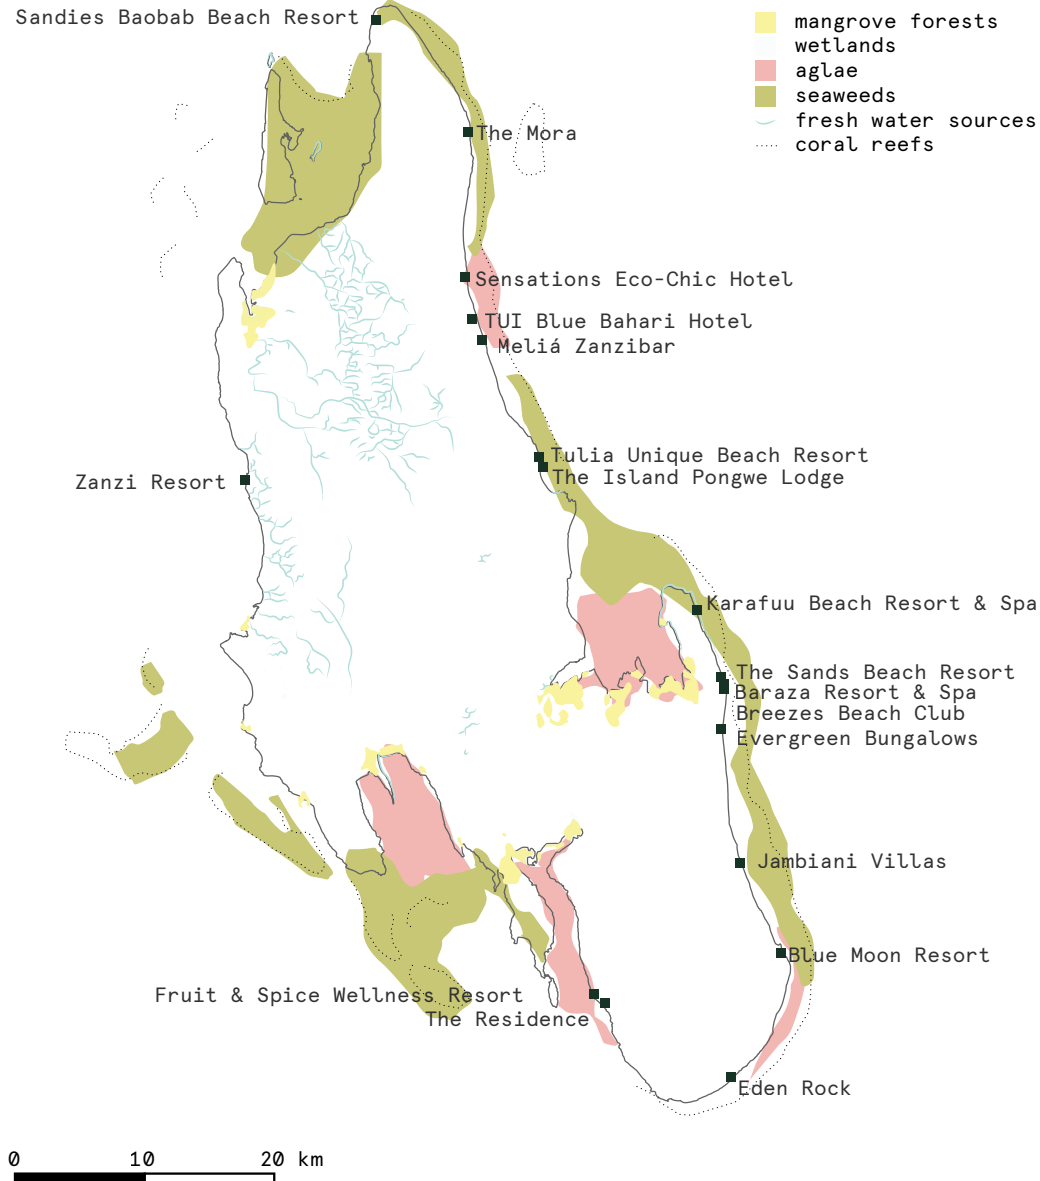 Sandies Baobab Beach Resort
mangrove forests
wetlands
aglae
seaweeds
fresh water sources
coral reefs
The Mora
Sensations Eco-Chic Hotel
TUI Blue Bahari Hotel
Meliá Zanzibar
Tulia Unique Beach Resort
The Island Pongwe Lodge
Zanzi Resort
Karafuu Beach Resort & Spa
The Sands Beach Resort
Baraza Resort & Spa
Breezes Beach Club
Evergreen Bungalows
Jambiani Villas
Blue Moon Resort
Fruit & Spice Wellness Resort
The Residence
Eden Rock
0 10 20 km